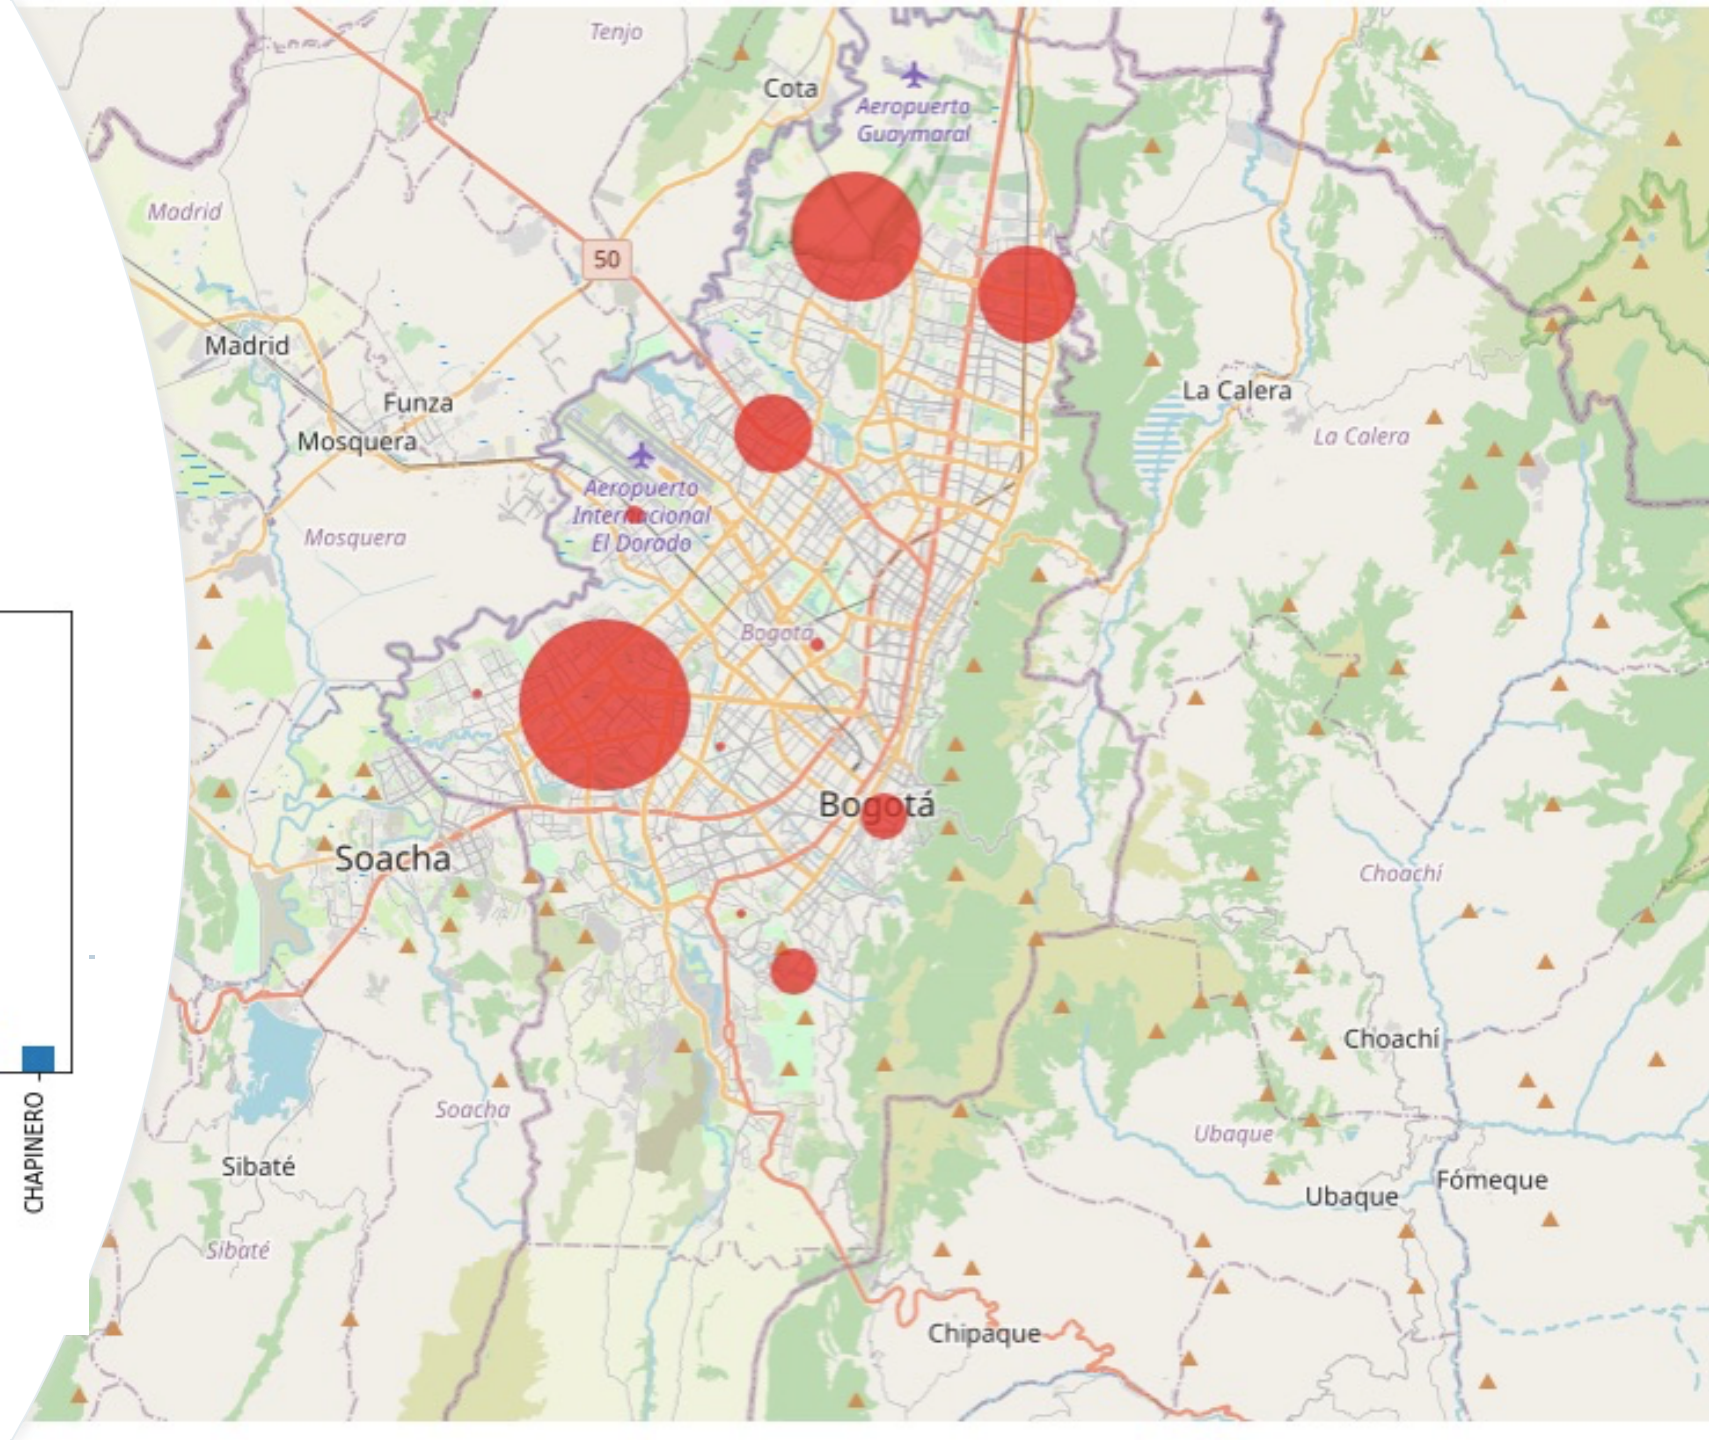 Tenjo
Cota
Aeropuerto
Guaymaral
Madrid
50
Madrid
Funza
Mosquera
La Calera
La Calera
Aeropuerto
Internacional
El Dorado
Mosquera
Bogotá
Bogotá
Soacha
Choachí
Choachí
CHAPINERO
Soacha
Ubaque
Sibaté
Ubaque
Fómeque
Sibaté
Chipaque